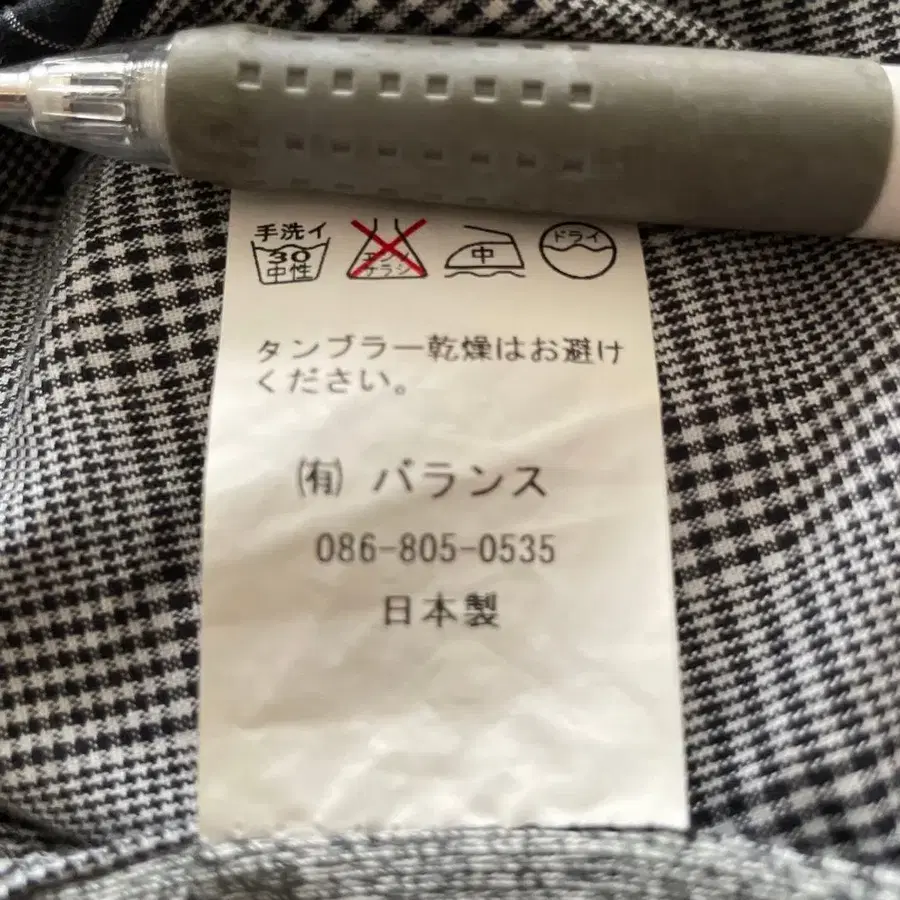 手洗イ
30
中性
エンソ
サラシ
中
ドライ
タンブラー乾燥はお避け
ください。
㈲ バランス
086-805-0535
日本製